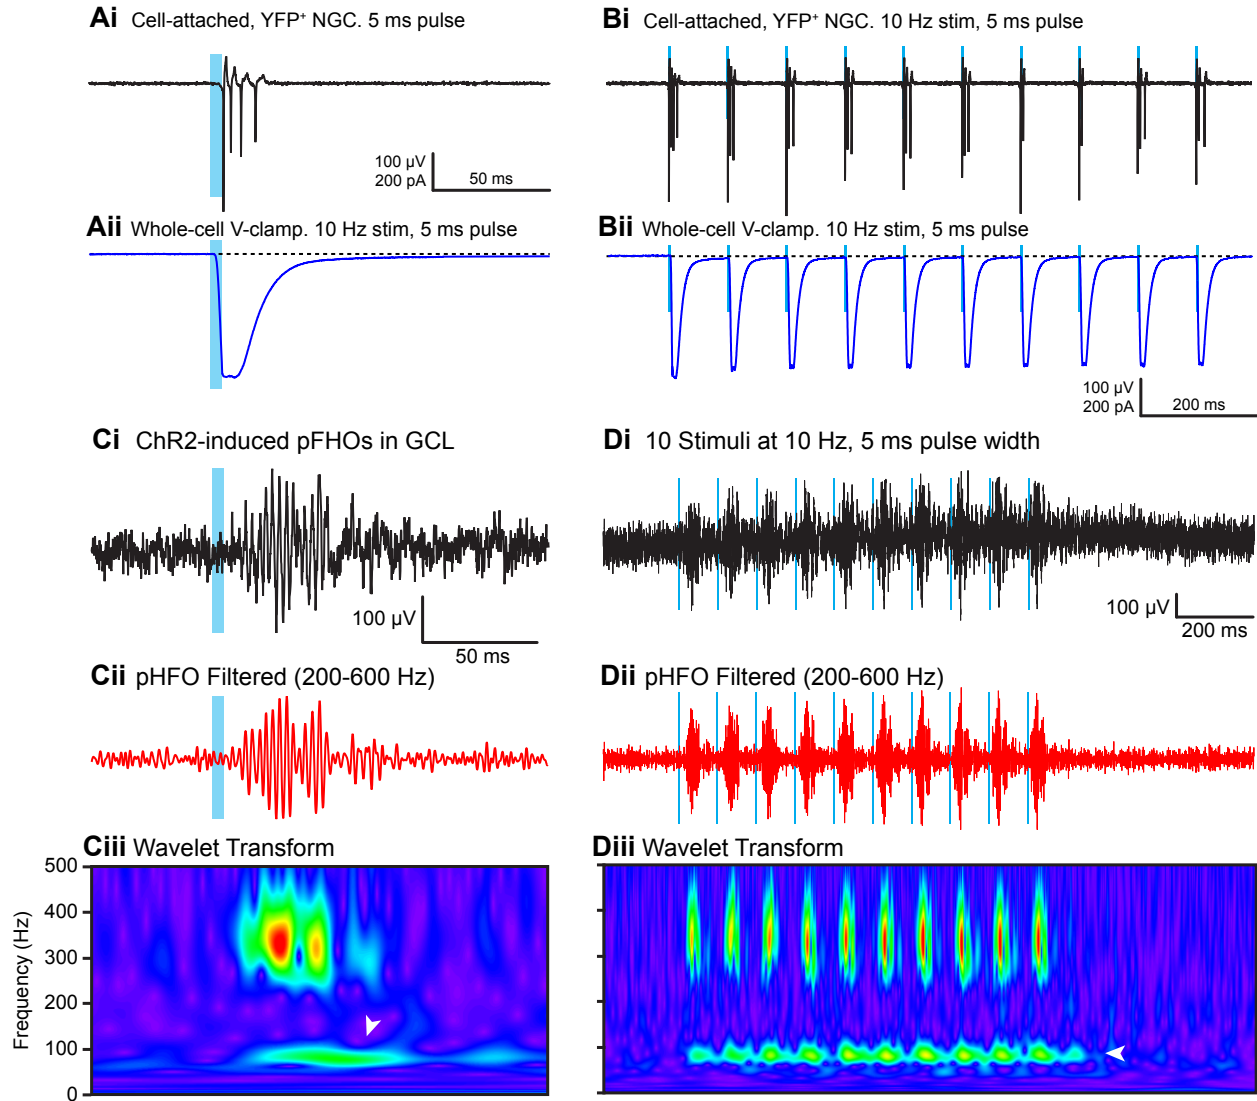 Ai Cell-attached, YFP⁺ NGC. 5 ms pulse
Bi Cell-attached, YFP⁺ NGC. 10 Hz stim, 5 ms pulse
100 µV
200 pA
50 ms
Aii Whole-cell V-clamp. 10 Hz stim, 5 ms pulse
Bii Whole-cell V-clamp. 10 Hz stim, 5 ms pulse
100 µV
200 pA
200 ms
Ci ChR2-induced pFHOs in GCL
Di 10 Stimuli at 10 Hz, 5 ms pulse width
100 µV
50 ms
100 µV
200 ms
Cii pHFO Filtered (200-600 Hz)
Dii pHFO Filtered (200-600 Hz)
Ciii Wavelet Transform
Diii Wavelet Transform
Frequency (Hz)
500
400
300
200
100
0